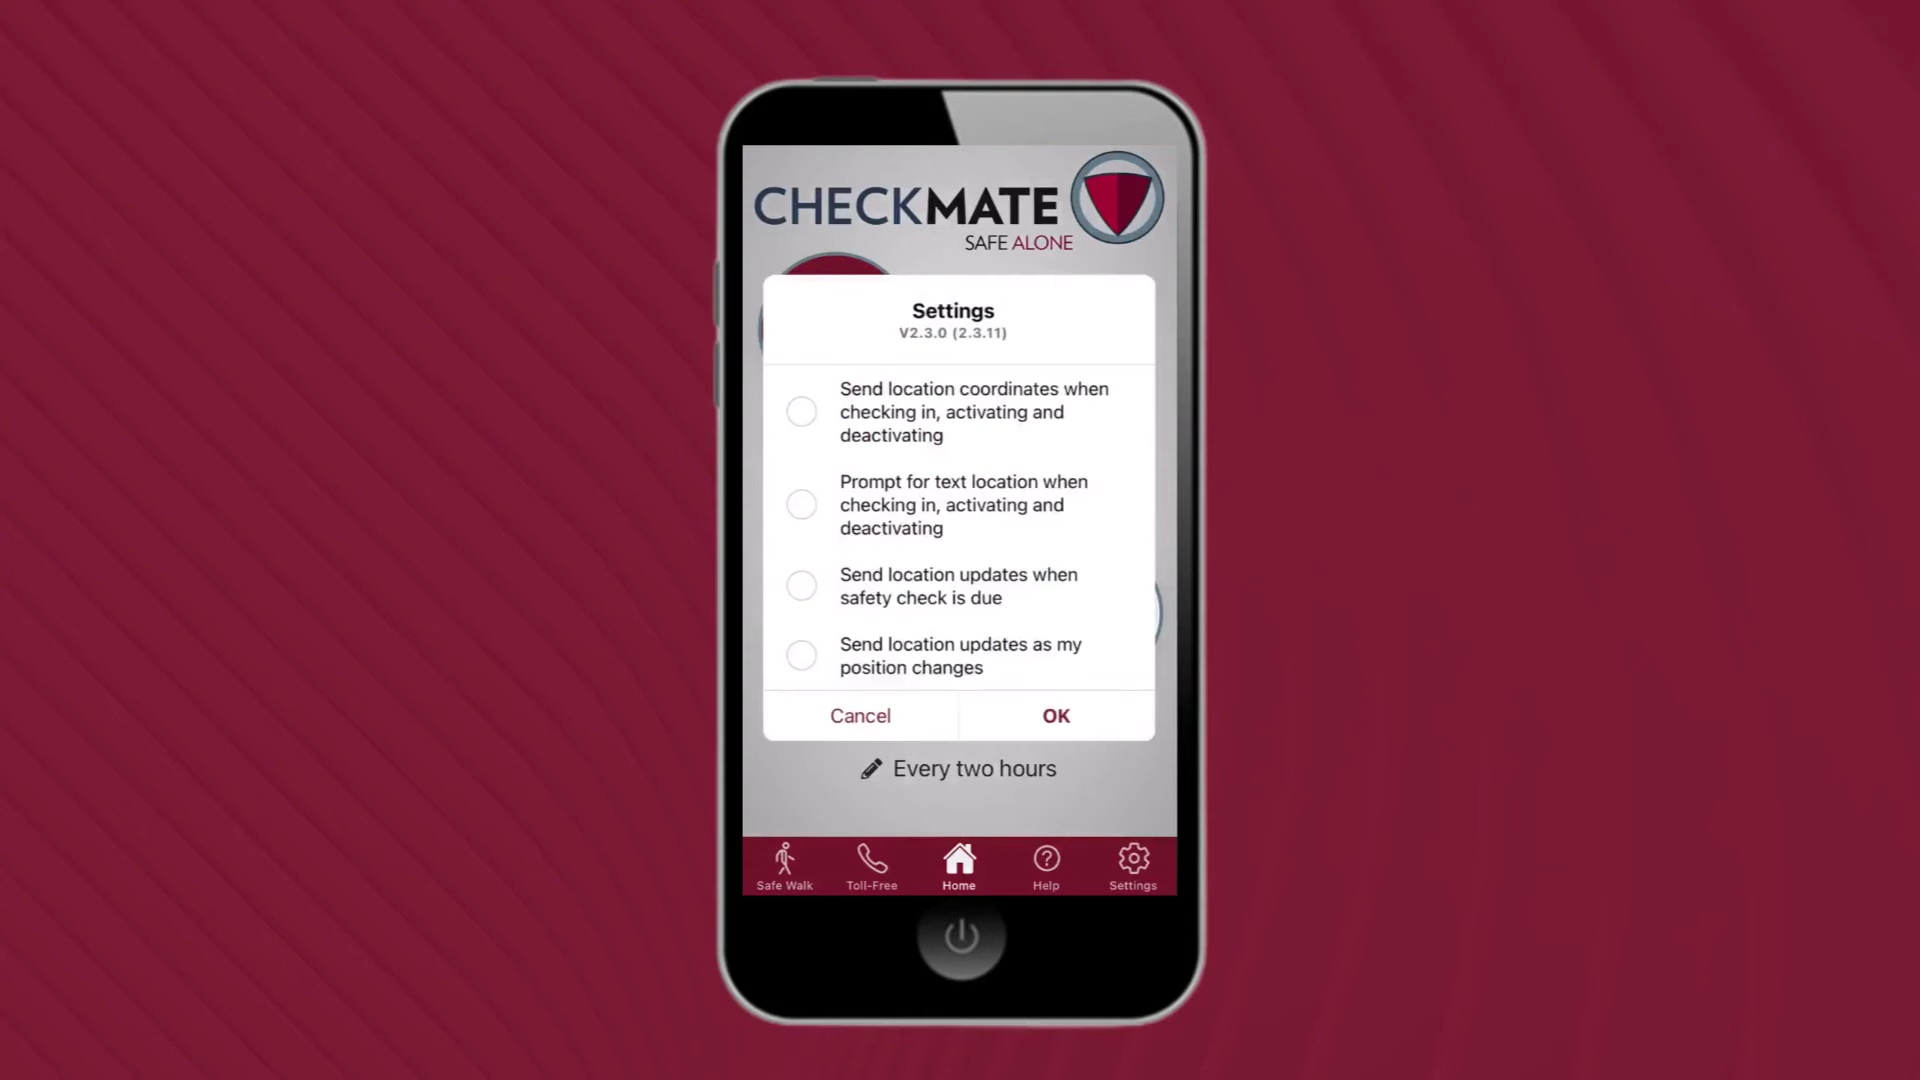 CHECKMATE
SAFE ALONE
Settings
V2.3.0 (2.3.11)
Send location coordinates when
checking in, activating and
deactivating
Prompt for text location when
checking in, activating and
deactivating
Send location updates when
safety check is due
Send location updates as my
position changes
Cancel OK
Every two hours
Safe Walk Toll-Free Home Help Settings